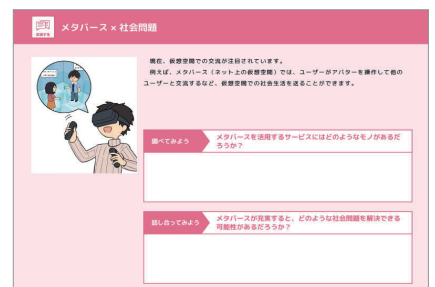 メタバース × 社会問題
現在、仮想空間での交流が注目されています。
例えば、メタバース（ネット上の仮想空間）では、ユーザーがアバターを操作して他の
ユーザーと交流するなど、仮想空間での社会生活を送ることができます。
調べてみよう
メタバースを活用するサービスにはどのようなモノがあるだ
ろうか？
話し合ってみよう
メタバースが充実すると、どのような社会問題を解決できる
可能性があるだろうか？